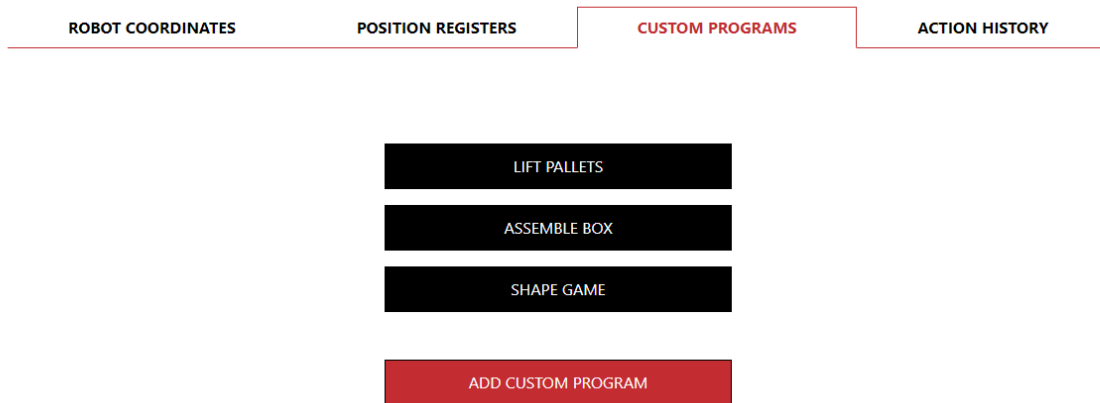 ROBOT COORDINATES
POSITION REGISTERS
CUSTOM PROGRAMS
ACTION HISTORY
LIFT PALLETS
ASSEMBLE BOX
SHAPE GAME
ADD CUSTOM PROGRAM